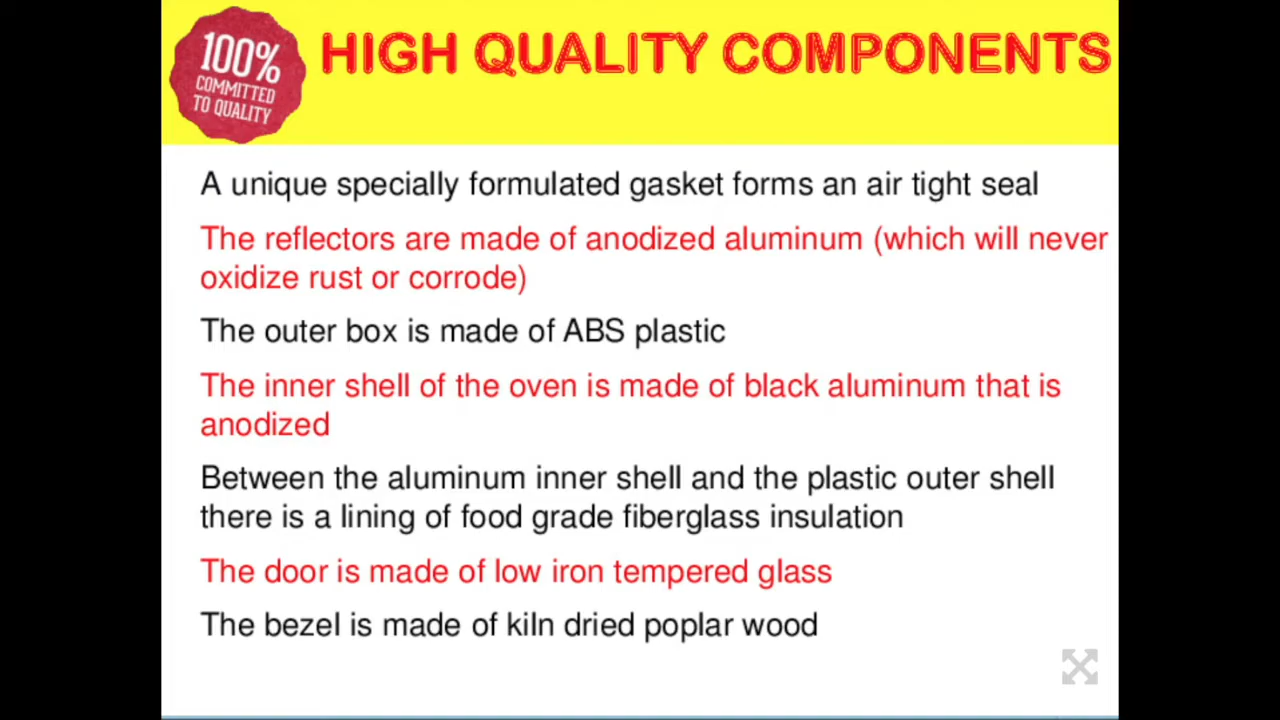 100%
COMMITTED
TO QUALITY
HIGH QUALITY COMPONENTS
A unique specially formulated gasket forms an air tight seal
The reflectors are made of anodized aluminum (which will never
oxidize rust or corrode)
The outer box is made of ABS plastic
The inner shell of the oven is made of black aluminum that is
anodized
Between the aluminum inner shell and the plastic outer shell
there is a lining of food grade fiberglass insulation
The door is made of low iron tempered glass
The bezel is made of kiln dried poplar wood